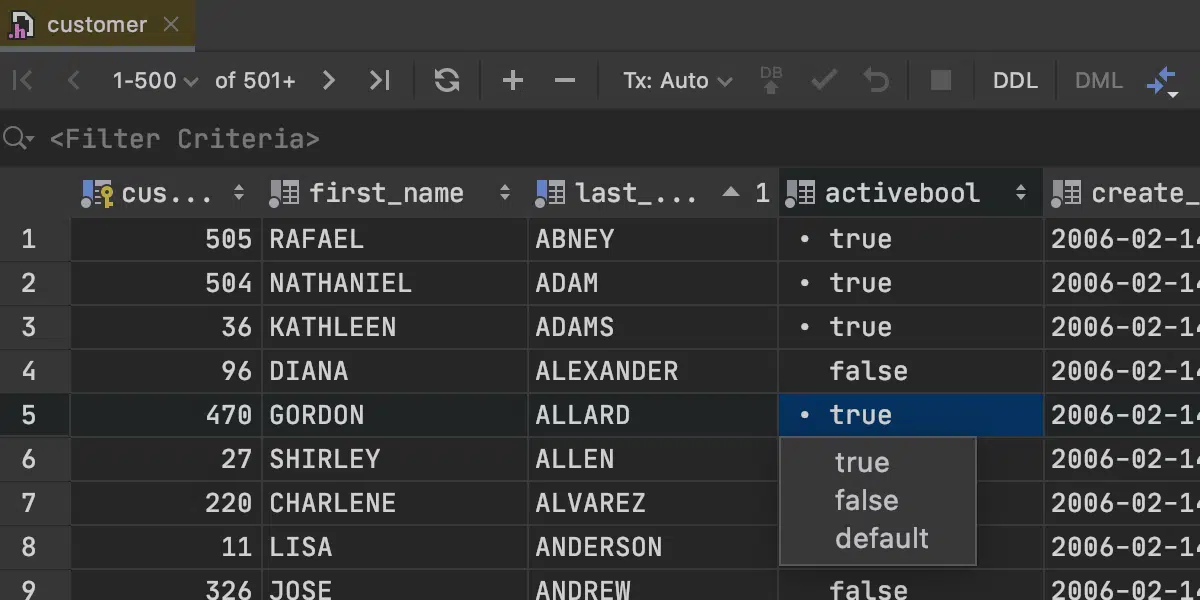 customer
1-500 of 501+ Tx: Auto DB DDL DML
<Filter Criteria>
cus... first_name last_... 1 activebool create_
1 505 RAFAEL ABNEY • true 2006-02-14
2 504 NATHANIEL ADAM • true 2006-02-14
3 36 KATHLEEN ADAMS • true 2006-02-14
4 96 DIANA ALEXANDER false 2006-02-14
5 470 GORDON ALLARD • true 2006-02-14
6 27 SHIRLEY ALLEN 2006-02-14
true
7 220 CHARLENE ALVAREZ 2006-02-14
false
8 11 LISA ANDERSON 2006-02-14
default
9 326 JOSE ANDREW false 2006-02-14